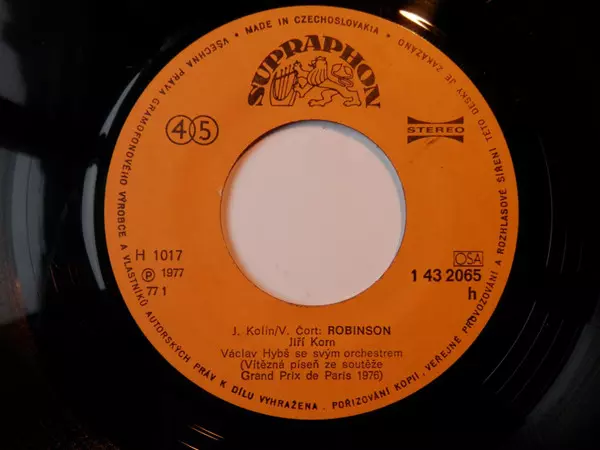 VŠECHNA PRÁVA GRAMOFONOVÉHO VÝROBCE A VLASTNÍKŮ AUTORSKÝCH PRÁV K DÍLU VYHRAŽENA. POŘIZOVÁNÍ KOPIÍ, VEŘEJNÉ PROVOZOVÁNÍ A ROZHLASOVÉ ŠÍŘENÍ TÉTO DESKY JE ZAKÁZÁNO
• MADE IN CZECHOSLOVAKIA •
SUPRAPHON
45
STEREO
H 1017
OSA
℗ 1977
1 43 2065
77 1
h
J. Kolín/V. Čort: ROBINSON
Jiří Korn
Václav Hybš se svým orchestrem
(Vítězná píseň ze soutěže
Grand Prix de Paris 1976)